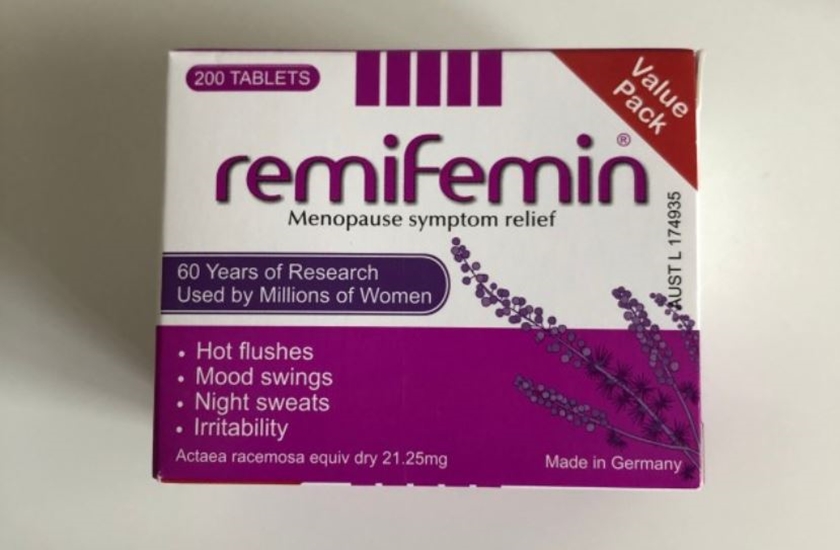 200 TABLETS
Value
Pack
remifemin®
Menopause symptom relief
AUST L 174935
60 Years of Research
Used by Millions of Women
• Hot flushes
• Mood swings
• Night sweats
• Irritability
Actaea racemosa equiv dry 21.25mg
Made in Germany